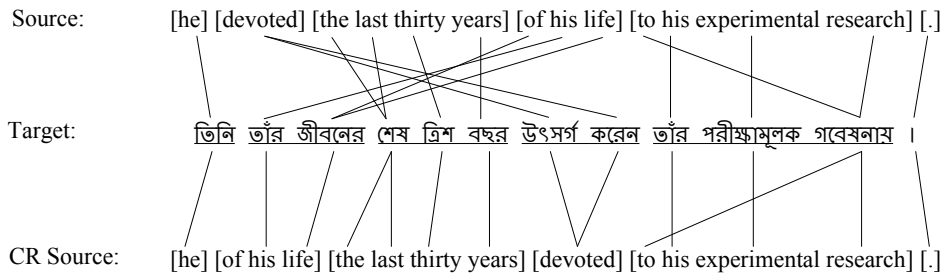 Source: [he] [devoted] [the last thirty years] [of his life] [to his experimental research] [.]
Target: তিনি তাঁর জীবনের শেষ ত্রিশ বছর উৎসর্গ করেন তাঁর পরীক্ষামূলক গবেষনায় ।
CR Source: [he] [of his life] [the last thirty years] [devoted] [to his experimental research] [.]